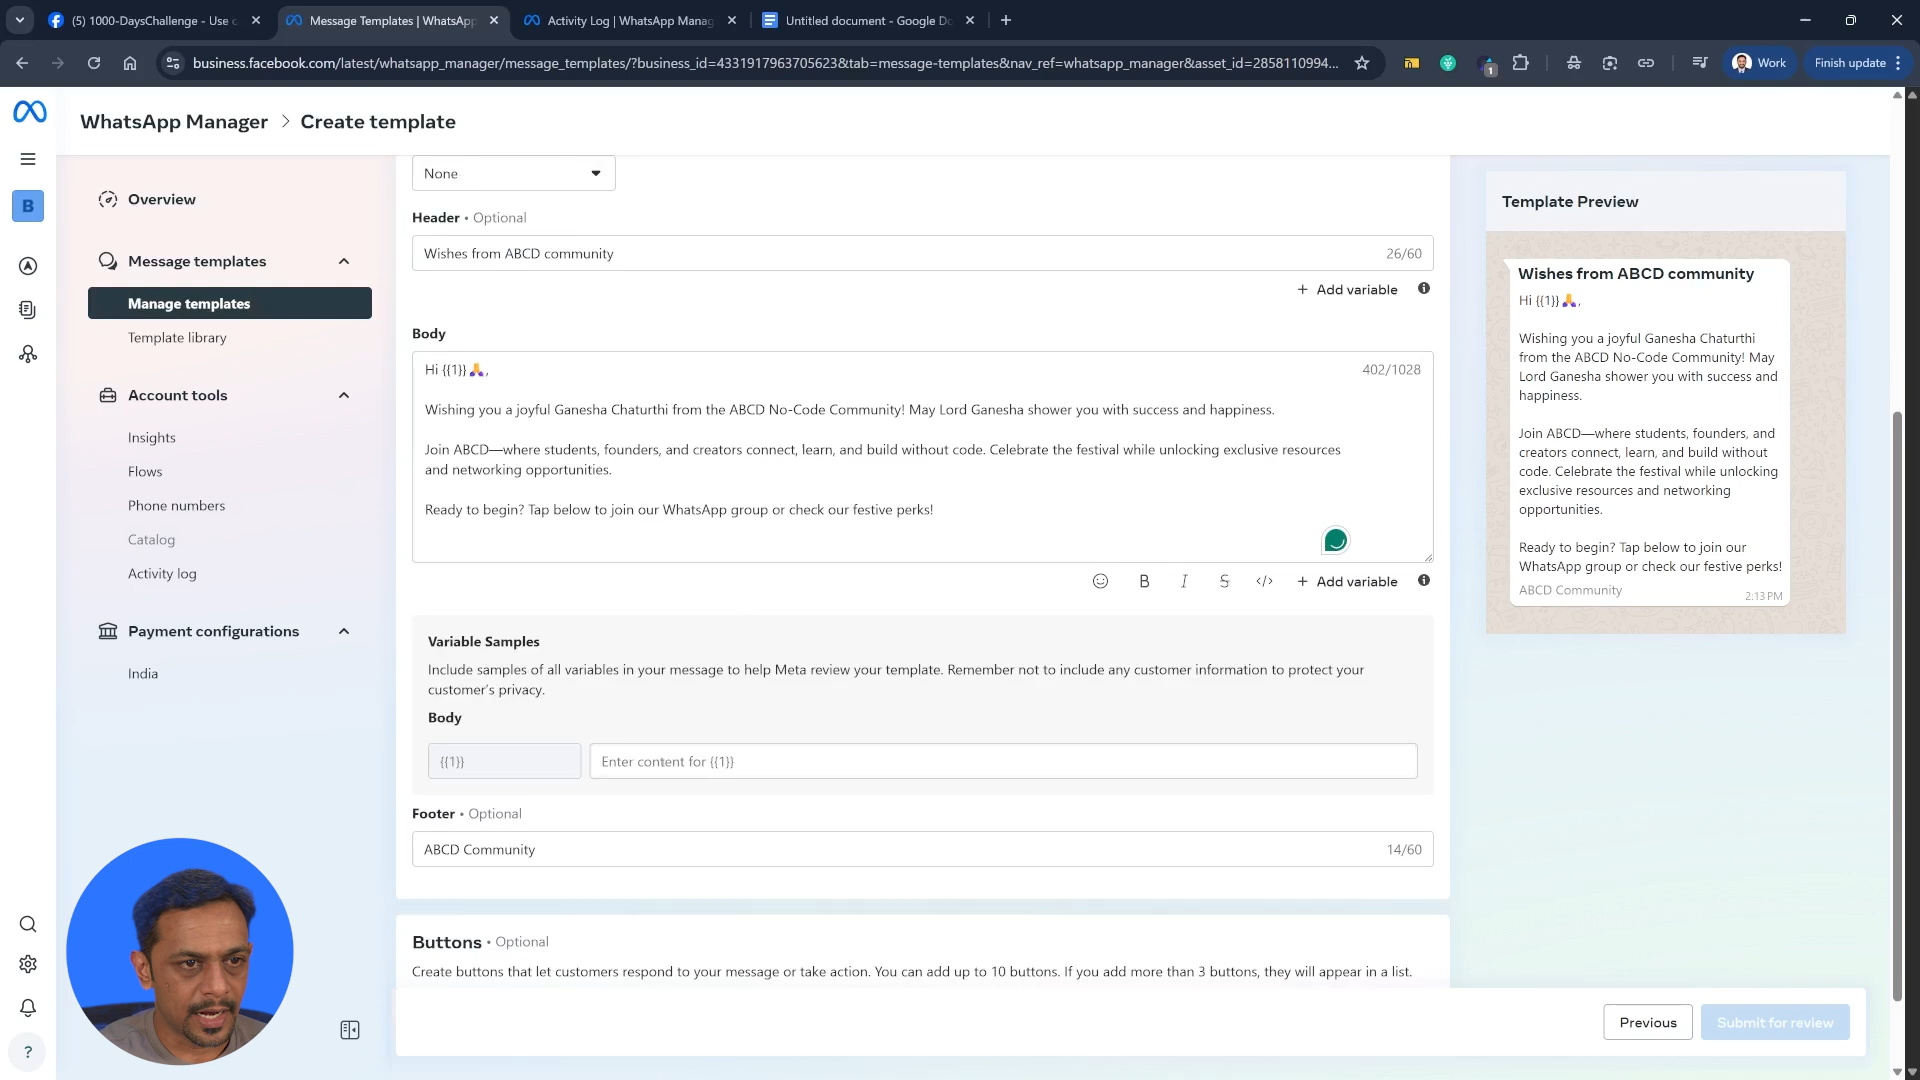 (5) 1000-DaysChallenge - Use c
Message Templates | WhatsApp
Activity Log | WhatsApp Manag
Untitled document - Google Do
business.facebook.com/latest/whatsapp_manager/message_templates/?business_id=4331917963705623&tab=message-templates&nav_ref=whatsapp_manager&asset_id=2858110994...
1
Work
Finish update
WhatsApp Manager > Create template
B
Overview
Message templates
Manage templates
Template library
Account tools
Insights
Flows
Phone numbers
Catalog
Activity log
Payment configurations
India
?
None
Header • Optional
Wishes from ABCD community
26/60
+ Add variable
Body
Hi {{1}}🙏,
402/1028
Wishing you a joyful Ganesha Chaturthi from the ABCD No-Code Community! May Lord Ganesha shower you with success and happiness.
Join ABCD—where students, founders, and creators connect, learn, and build without code. Celebrate the festival while unlocking exclusive resources
and networking opportunities.
Ready to begin? Tap below to join our WhatsApp group or check our festive perks!
B I S </> + Add variable
Variable Samples
Include samples of all variables in your message to help Meta review your template. Remember not to include any customer information to protect your
customer's privacy.
Body
{{1}}
Enter content for {{1}}
Footer • Optional
ABCD Community
14/60
Buttons • Optional
Create buttons that let customers respond to your message or take action. You can add up to 10 buttons. If you add more than 3 buttons, they will appear in a list.
Previous
Submit for review
Template Preview
Wishes from ABCD community
Hi {{1}}🙏,
Wishing you a joyful Ganesha Chaturthi
from the ABCD No-Code Community! May
Lord Ganesha shower you with success and
happiness.
Join ABCD—where students, founders, and
creators connect, learn, and build without
code. Celebrate the festival while unlocking
exclusive resources and networking
opportunities.
Ready to begin? Tap below to join our
WhatsApp group or check our festive perks!
ABCD Community
2:13 PM